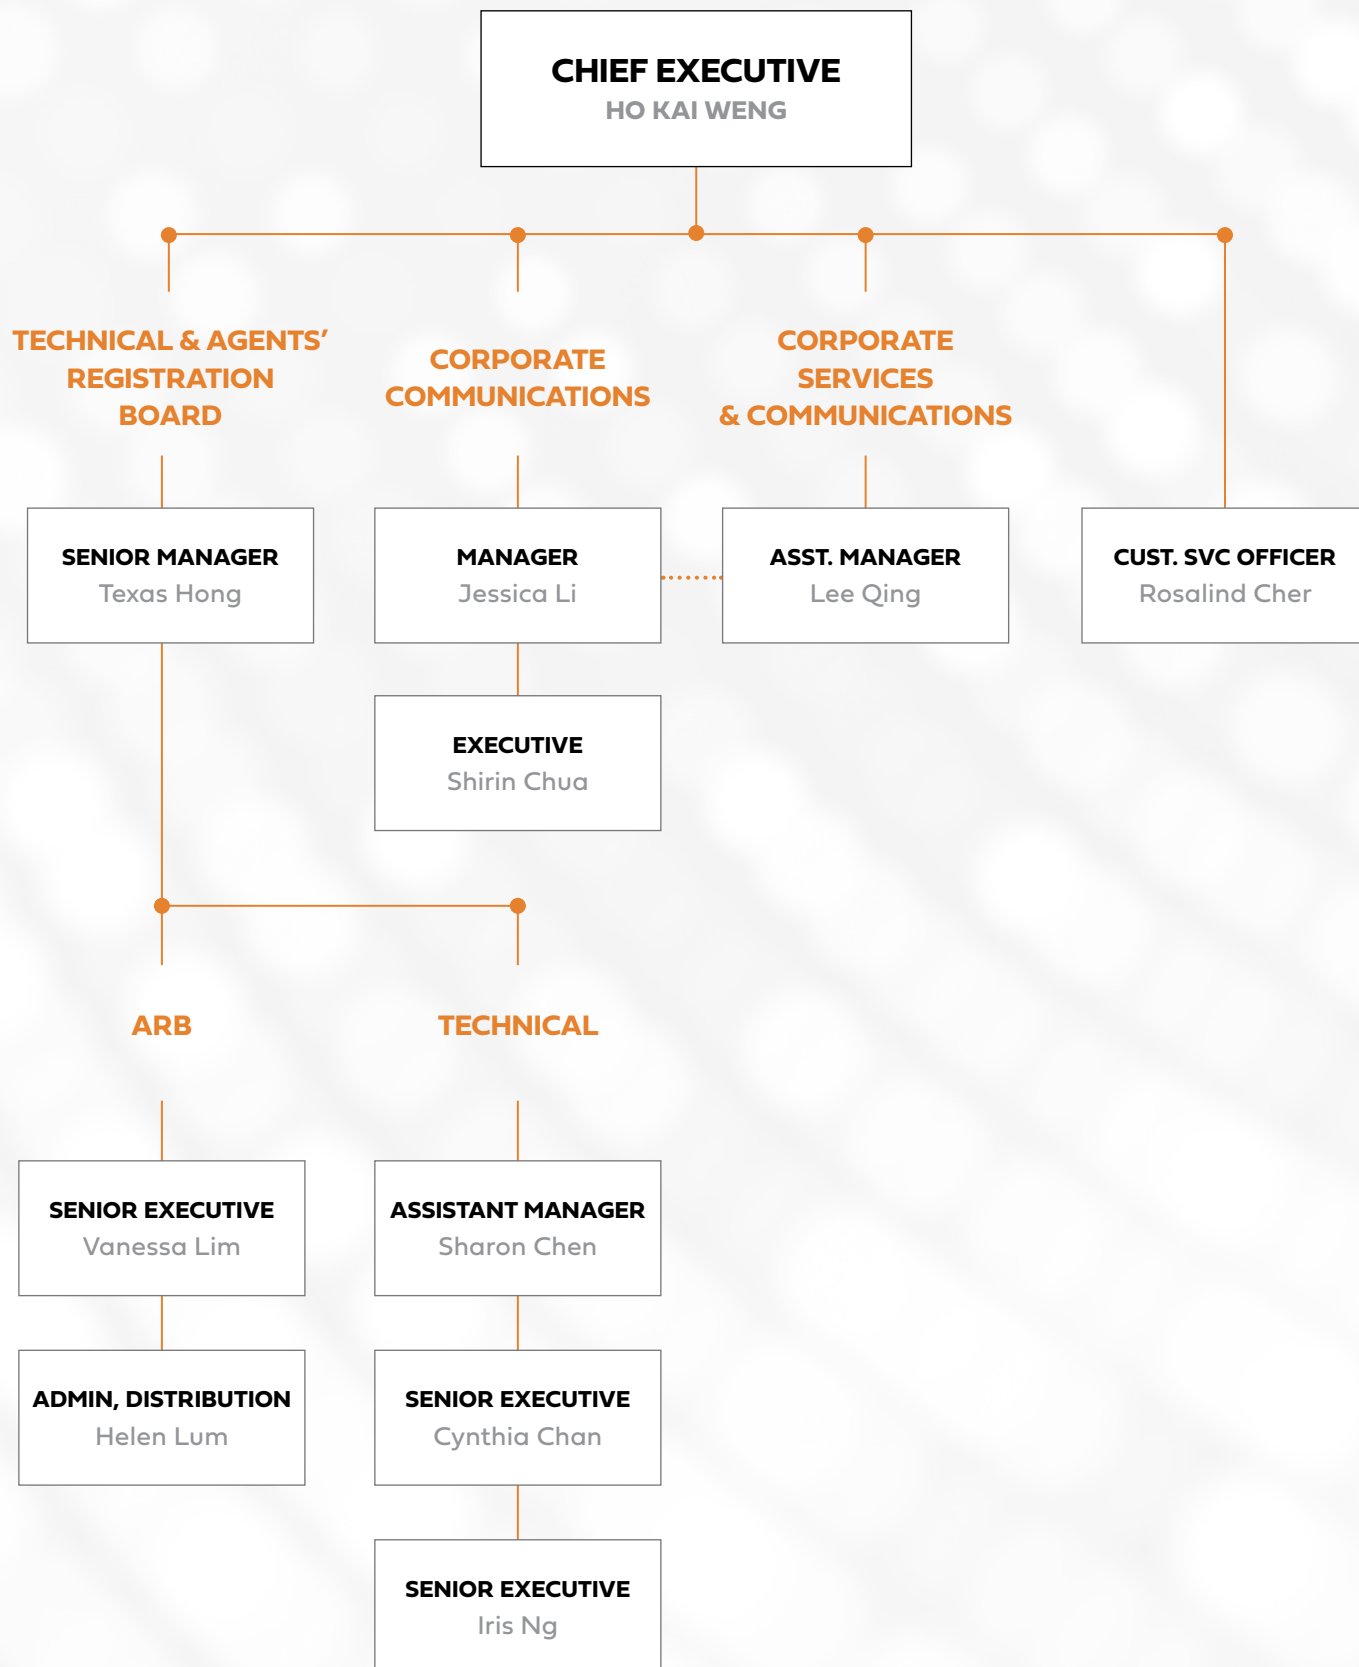 CHIEF EXECUTIVE
HO KAI WENG
TECHNICAL & AGENTS’
REGISTRATION
BOARD
CORPORATE
COMMUNICATIONS
CORPORATE
SERVICES
& COMMUNICATIONS
SENIOR MANAGER
Texas Hong
MANAGER
Jessica Li
ASST. MANAGER
Lee Qing
CUST. SVC OFFICER
Rosalind Cher
EXECUTIVE
Shirin Chua
ARB
TECHNICAL
SENIOR EXECUTIVE
Vanessa Lim
ASSISTANT MANAGER
Sharon Chen
ADMIN, DISTRIBUTION
Helen Lum
SENIOR EXECUTIVE
Cynthia Chan
SENIOR EXECUTIVE
Iris Ng